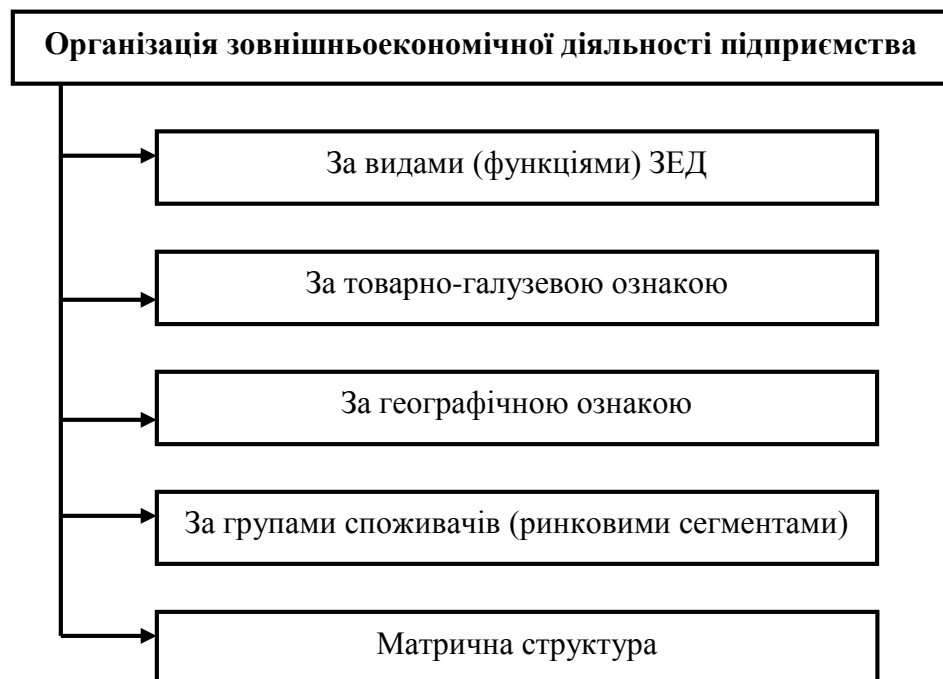 Організація зовнішньоекономічної діяльності підприємства
За видами (функціями) ЗЕД
За товарно-галузевою ознакою
За географічною ознакою
За групами споживачів (ринковими сегментами)
Матрична структура